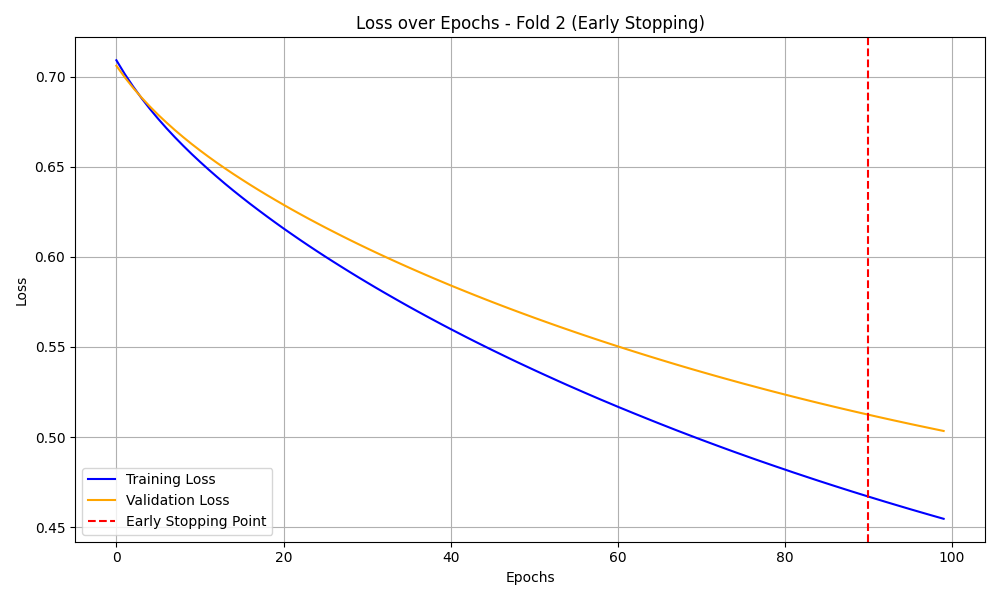 Loss over Epochs - Fold 2 (Early Stopping)
Loss
0.70
0.65
0.60
0.55
0.50
0.45
Training Loss
Validation Loss
Early Stopping Point
0 20 40 60 80 100
Epochs